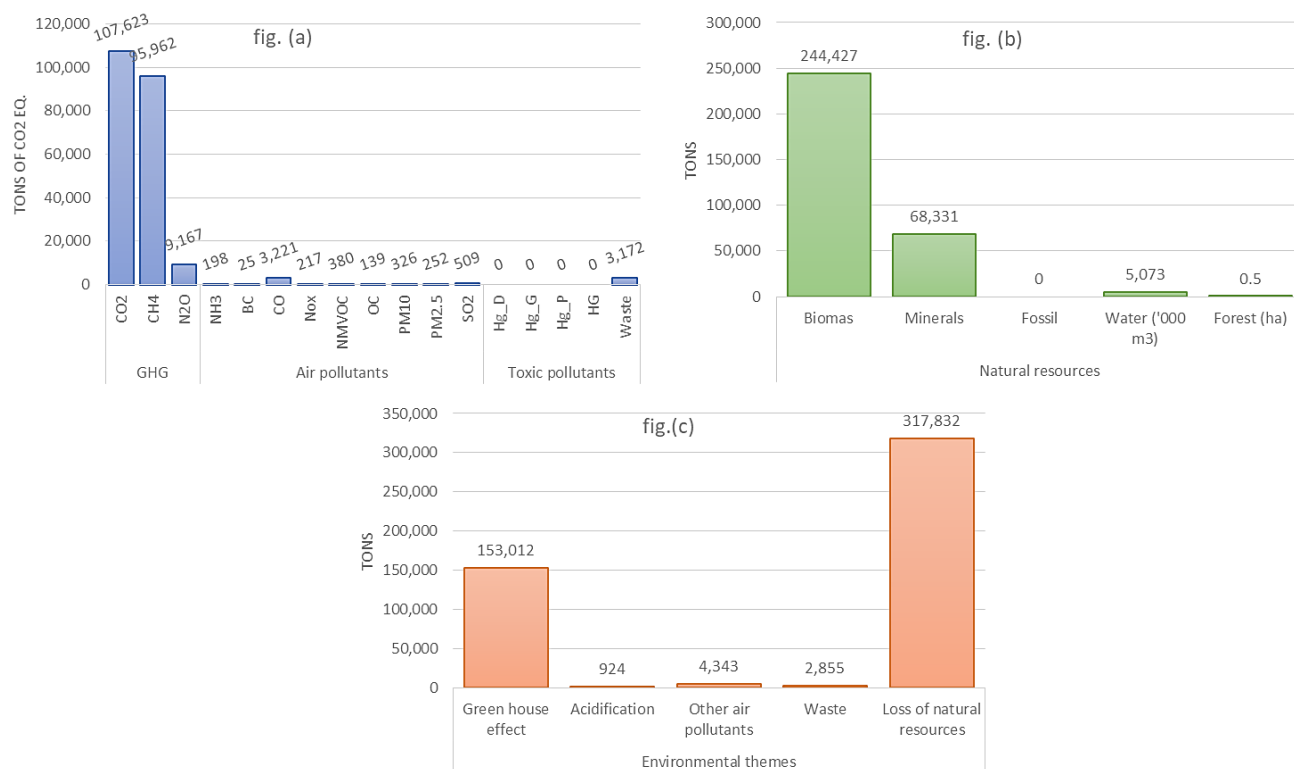 fig. (a)
TONS OF CO2 EQ.
120,000
100,000
80,000
60,000
40,000
20,000
0
107,623
95,962
9,167
198
25
3,221
217
380
139
326
252
509
0
0
0
0
3,172
CO2
CH4
N2O
NH3
BC
CO
Nox
NMVOC
OC
PM10
PM2.5
SO2
Hg_D
Hg_G
Hg_P
HG
Waste
GHG
Air pollutants
Toxic pollutants
fig. (b)
TONS
300,000
250,000
200,000
150,000
100,000
50,000
0
244,427
68,331
0
5,073
0.5
Biomas
Minerals
Fossil
Water ('000
m3)
Forest (ha)
Natural resources
fig.(c)
TONS
350,000
300,000
250,000
200,000
150,000
100,000
50,000
0
153,012
924
4,343
2,855
317,832
Green house
effect
Acidification
Other air
pollutants
Waste
Loss of natural
resources
Environmental themes